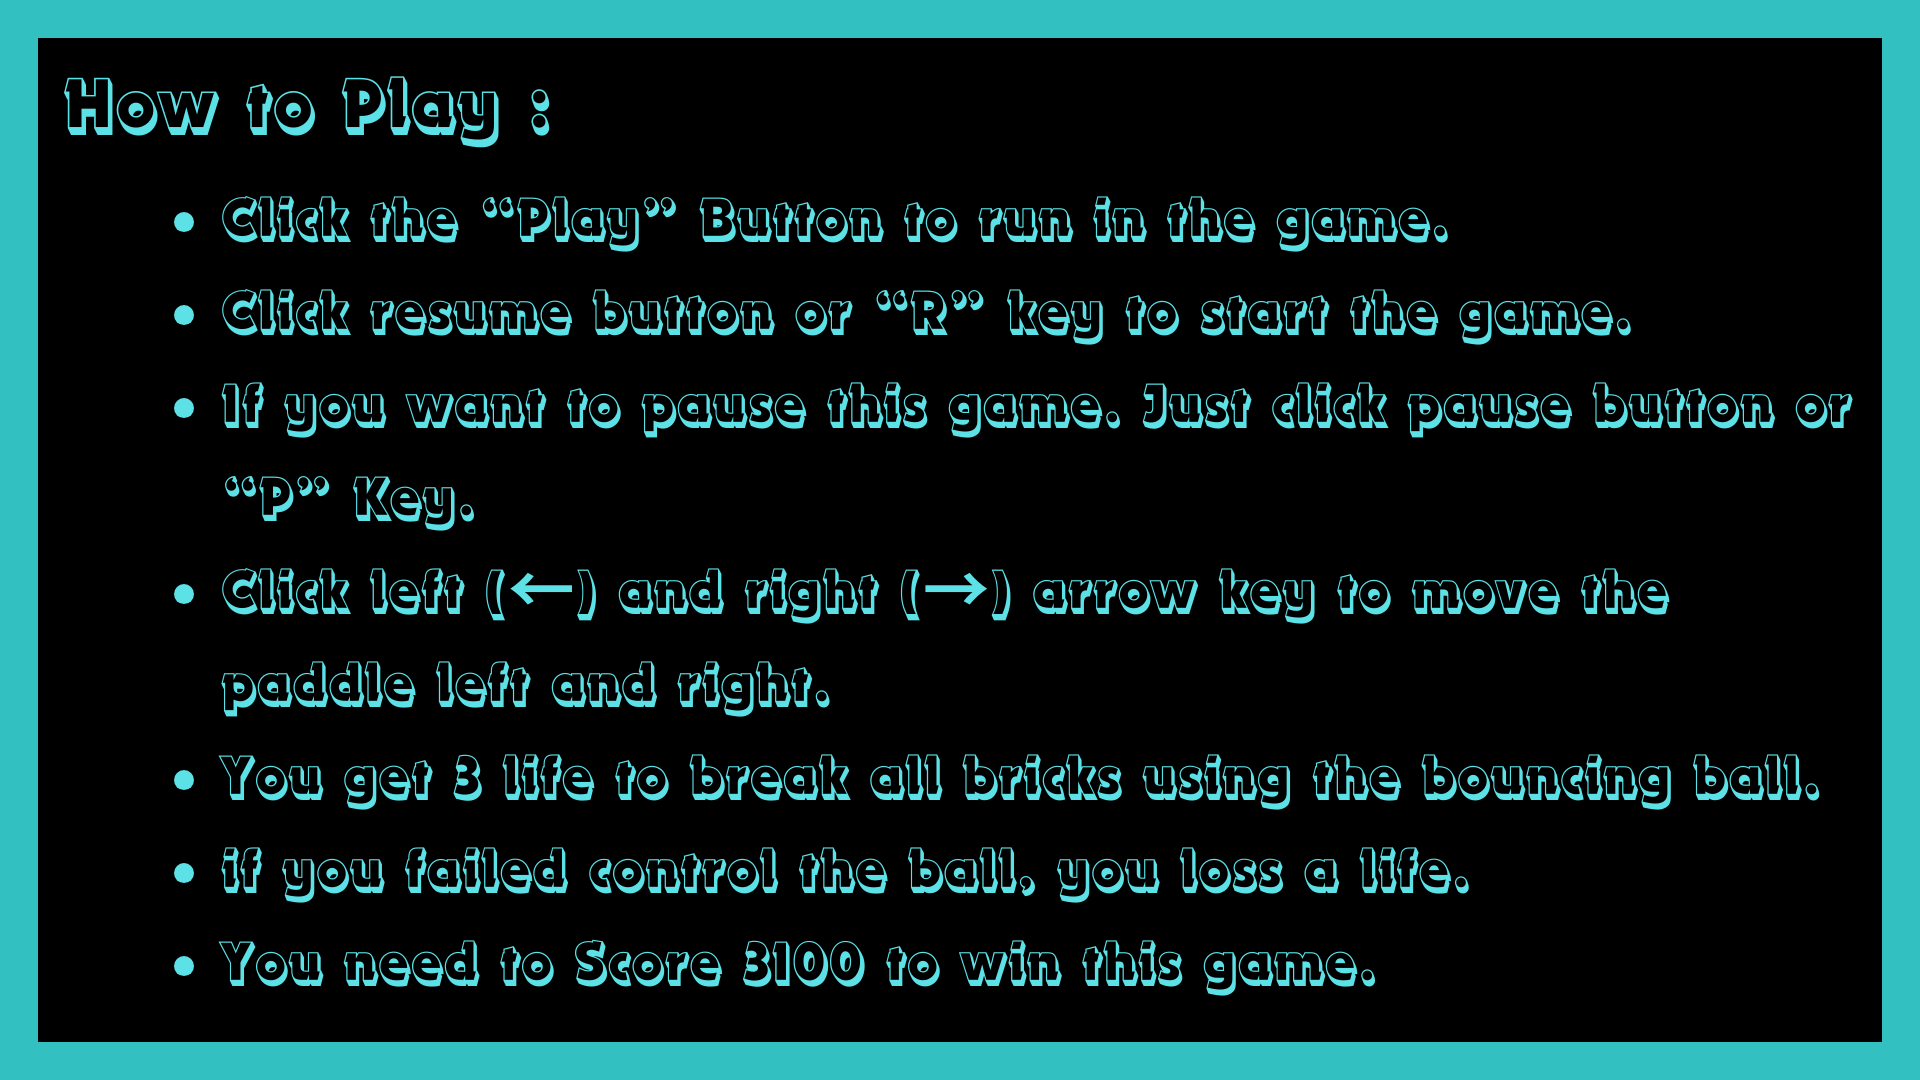 How to Play :
• Click the “Play” Button to run in the game.
• Click resume button or “R” key to start the game.
• If you want to pause this game. Just click pause button or
“P” Key.
• Click left (←) and right (→) arrow key to move the
paddle left and right.
• You get 3 life to break all bricks using the bouncing ball.
• if you failed control the ball, you loss a life.
• You need to Score 3100 to win this game.